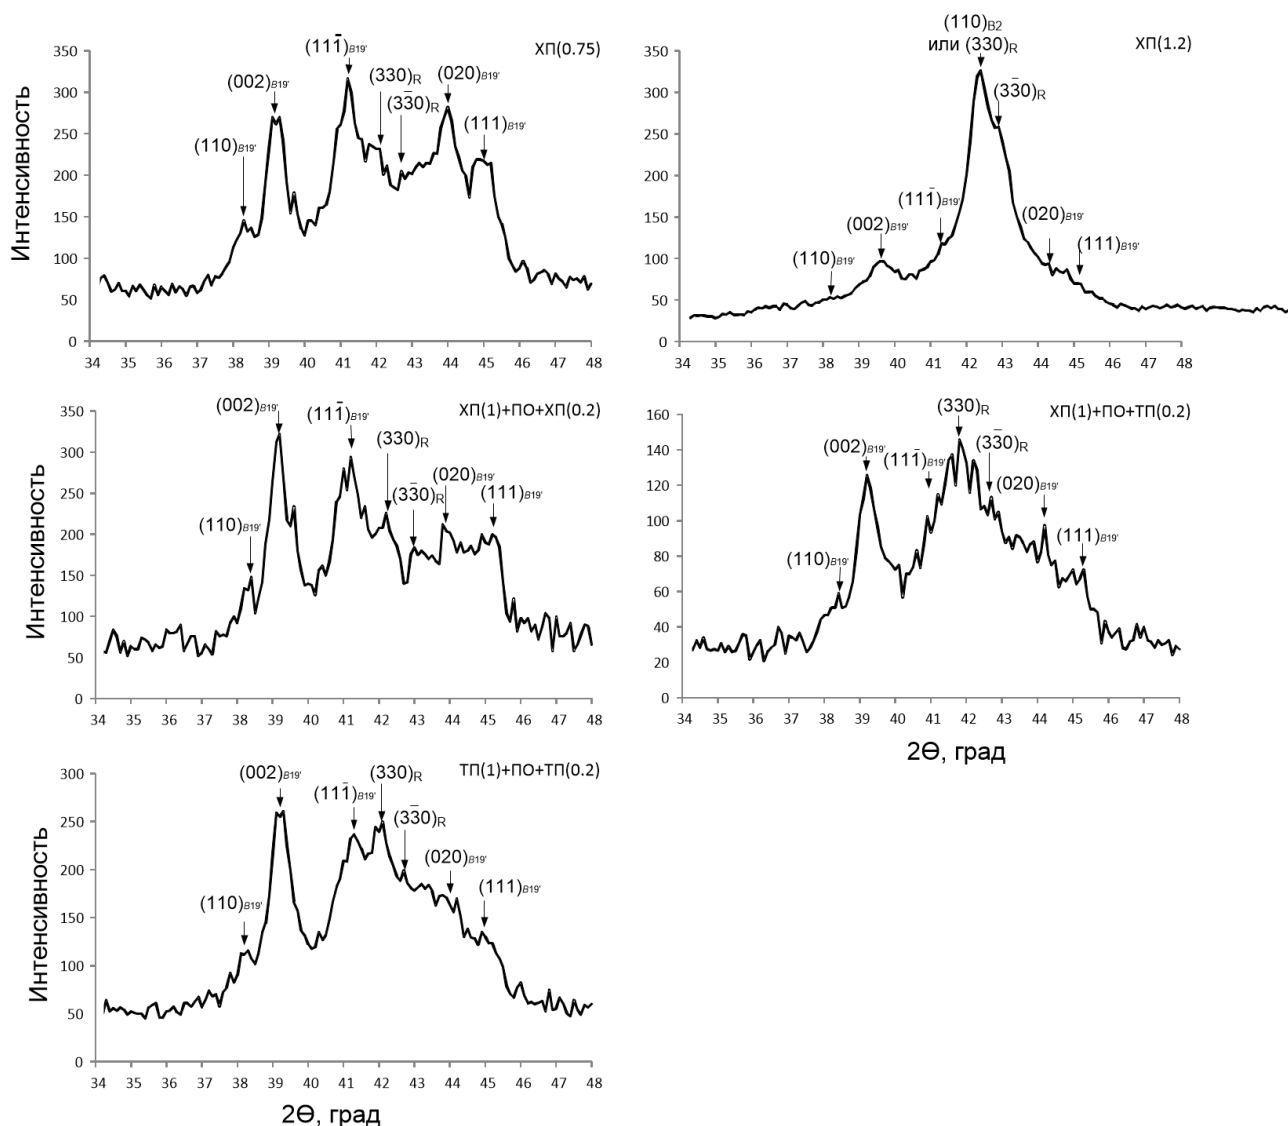 ХП(0.75)
(110)B19'
(002)B19'
(111̄)B19'
(330)R
(33̄0)R
(020)B19'
(111)B19'
Интенсивность
350
300
250
200
150
100
50
0
34 35 36 37 38 39 40 41 42 43 44 45 46 47 48
ХП(1.2)
(110)B2
или (330)R
(33̄0)R
(110)B19'
(002)B19'
(111̄)B19'
(020)B19'
(111)B19'
350
300
250
200
150
100
50
0
34 35 36 37 38 39 40 41 42 43 44 45 46 47 48
ХП(1)+ПО+ХП(0.2)
(110)B19'
(002)B19'
(111̄)B19'
(330)R
(33̄0)R
(020)B19'
(111)B19'
Интенсивность
350
300
250
200
150
100
50
0
34 35 36 37 38 39 40 41 42 43 44 45 46 47 48
ХП(1)+ПО+ТП(0.2)
(110)B19'
(002)B19'
(111̄)B19'
(330)R
(33̄0)R
(020)B19'
(111)B19'
160
140
120
100
80
60
40
20
0
34 35 36 37 38 39 40 41 42 43 44 45 46 47 48
2Ө, град
ТП(1)+ПО+ТП(0.2)
(110)B19'
(002)B19'
(111̄)B19'
(330)R
(33̄0)R
(020)B19'
(111)B19'
Интенсивность
300
250
200
150
100
50
0
34 35 36 37 38 39 40 41 42 43 44 45 46 47 48
2Ө, град